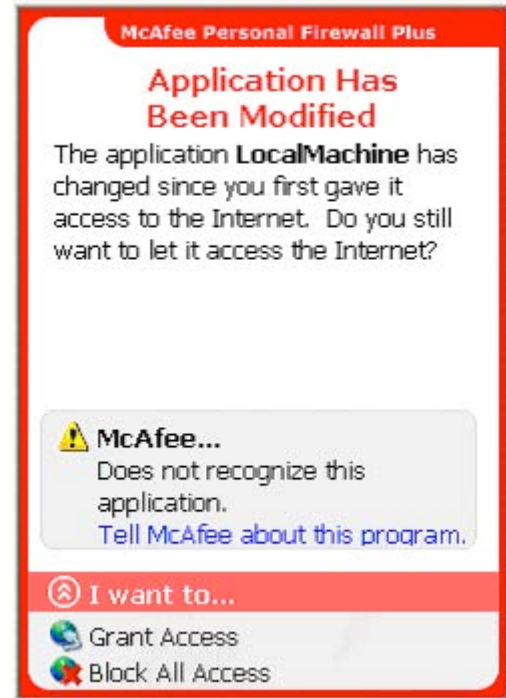 McAfee Personal Firewall Plus
Application Has
Been Modified
The application LocalMachine has
changed since you first gave it
access to the Internet. Do you still
want to let it access the Internet?
McAfee...
Does not recognize this
application.
Tell McAfee about this program.
I want to...
Grant Access
Block All Access